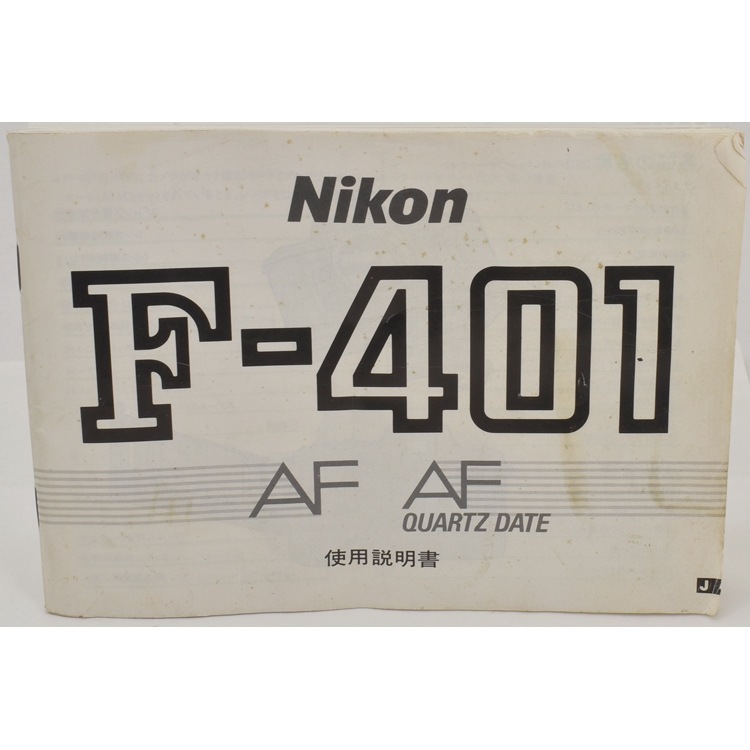 Nikon
F-401
AF AF
QUARTZ DATE
使用説明書
J